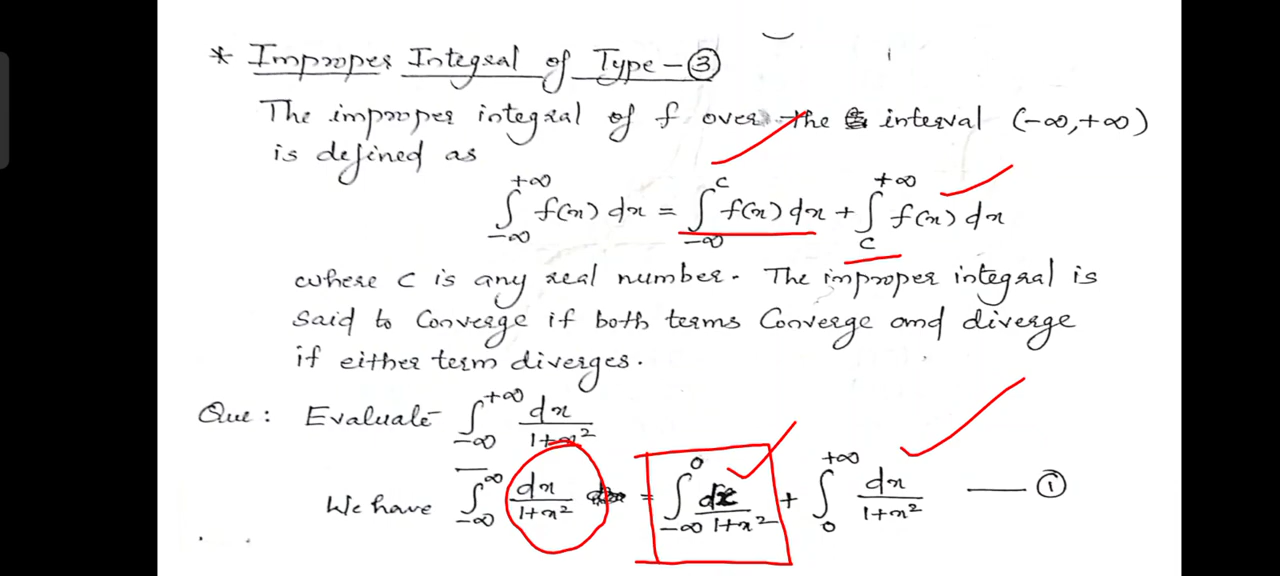 * Improper Integral of Type - ③
The improper integral of f over the interval (-∞, +∞)
is defined as
∫_{-∞}^{+∞} f(x) dx = ∫_{-∞}^{c} f(x) dx + ∫_{c}^{+∞} f(x) dx
where c is any real number. The improper integral is
said to Converge if both terms Converge and diverge
if either term diverges.
Que : Evaluate ∫_{-∞}^{+∞} dx/(1+x²)
We have ∫_{-∞}^{∞} dx/(1+x²) = ∫_{-∞}^{0} dx/(1+x²) + ∫_{0}^{+∞} dx/(1+x²) — ①